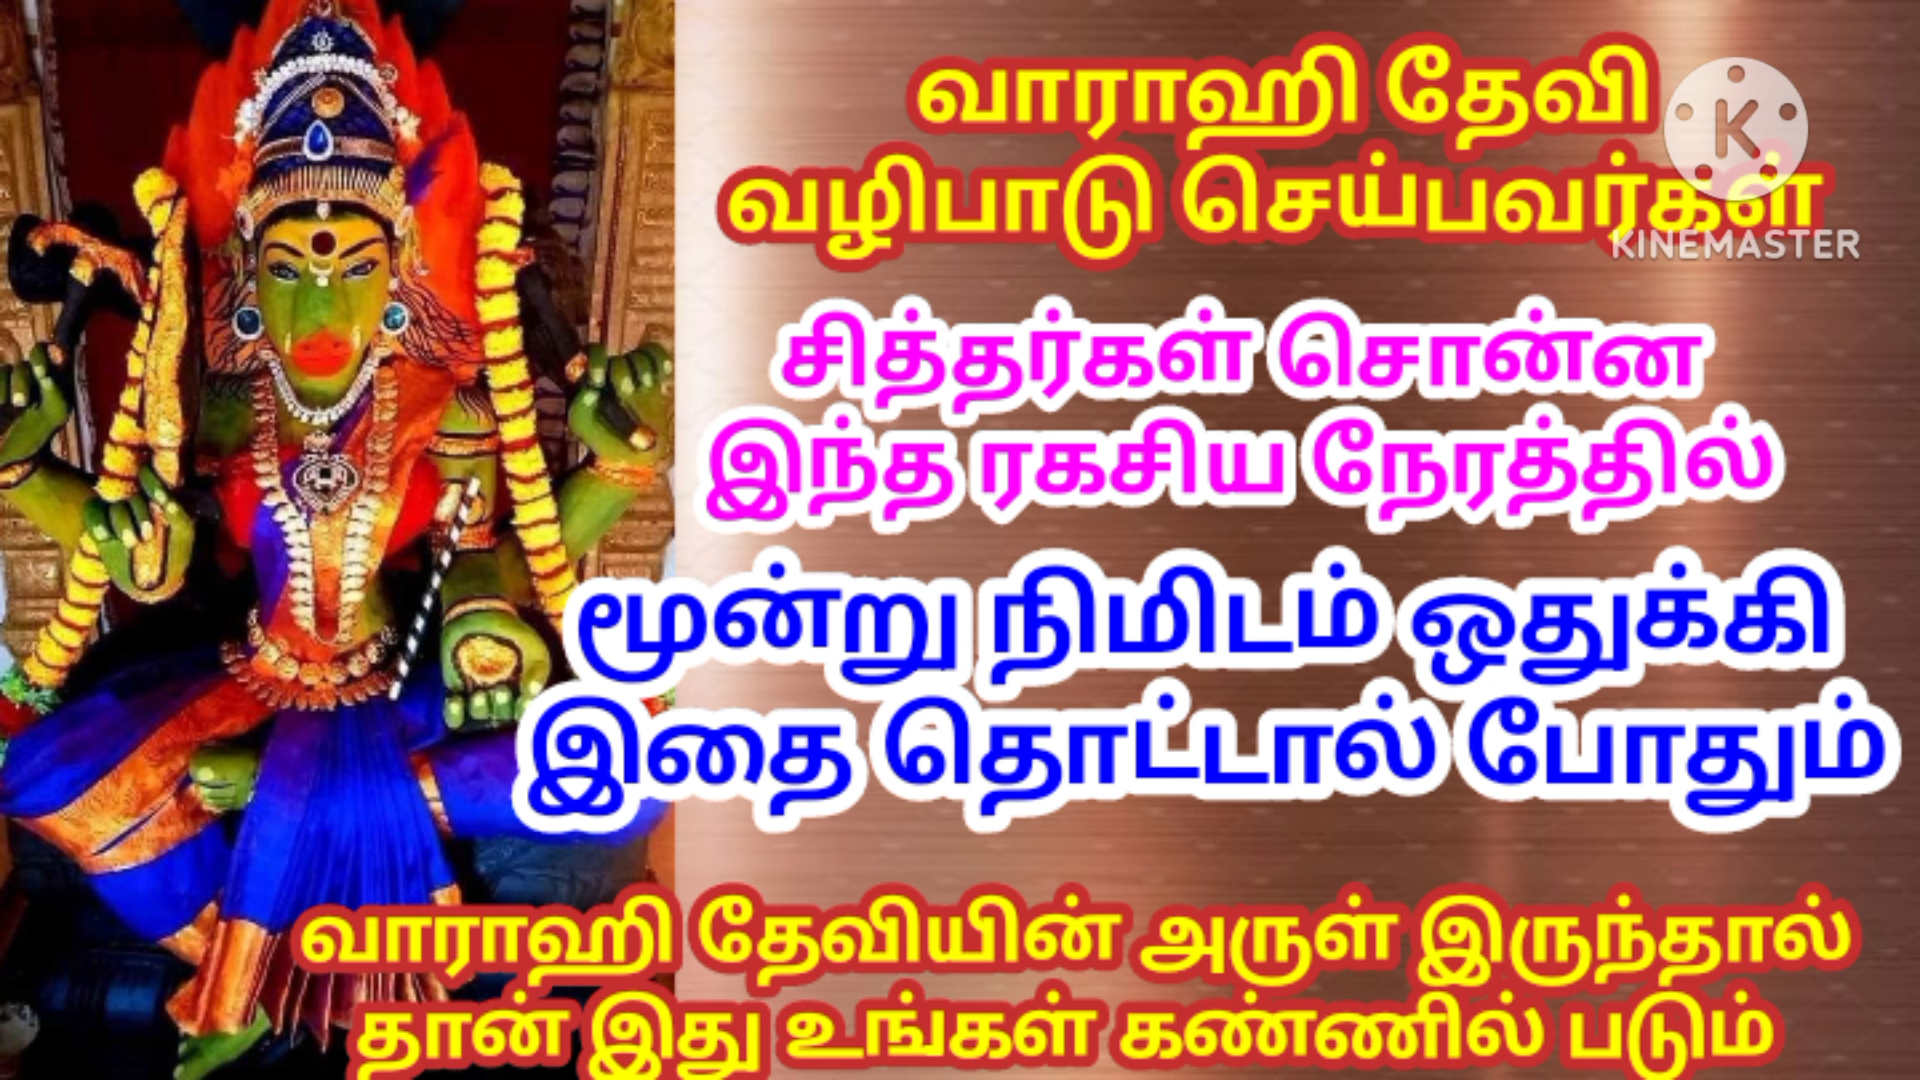 வாராஹி தேவி
வழிபாடு செய்பவர்கள்
KINEMASTER
சித்தர்கள் சொன்ன
இந்த ரகசிய நேரத்தில்
மூன்று நிமிடம் ஒதுக்கி
இதை தொட்டால் போதும்
வாராஹி தேவியின் அருள் இருந்தால்
தான் இது உங்கள் கண்ணில் படும்